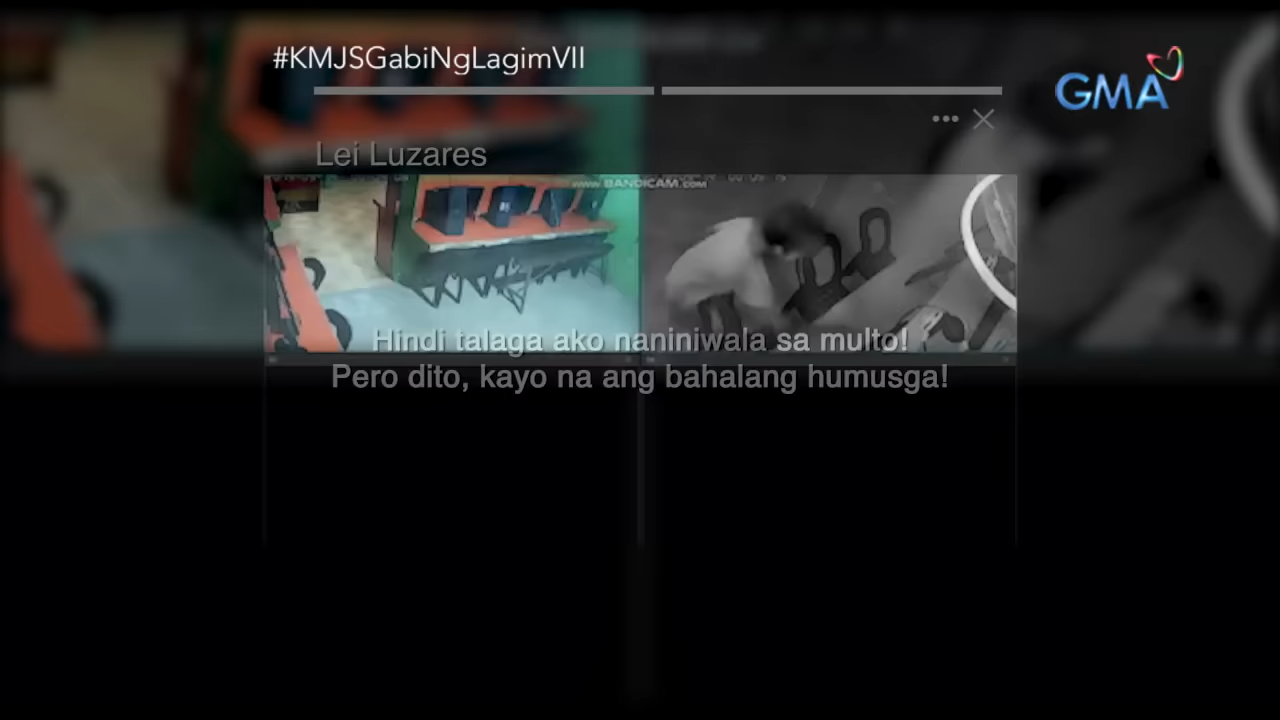 #KMJSGabiNgLagimVII
GMA
Lei Luzares
www.BANDICAM.com
Hindi talaga ako naniniwala sa multo!
Pero dito, kayo na ang bahalang humusga!